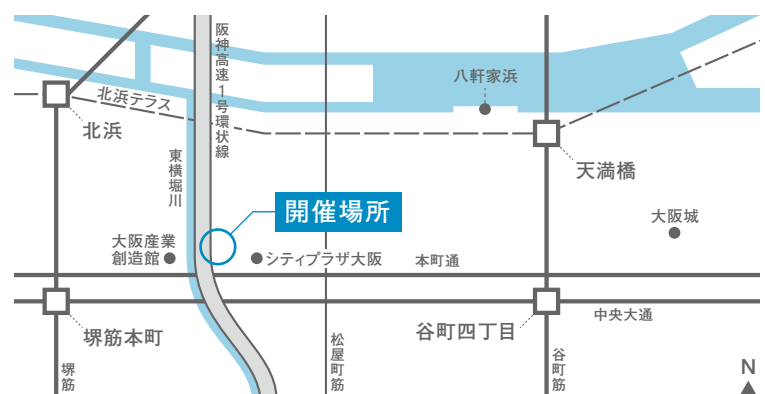 阪神高速1号環状線
八軒家浜
北浜テラス
北浜
東横堀川
天満橋
開催場所
大阪城
大阪産業
創造館
シティプラザ大阪
本町通
中央大通
堺筋本町
谷町四丁目
松屋町筋
堺筋
谷町筋
N